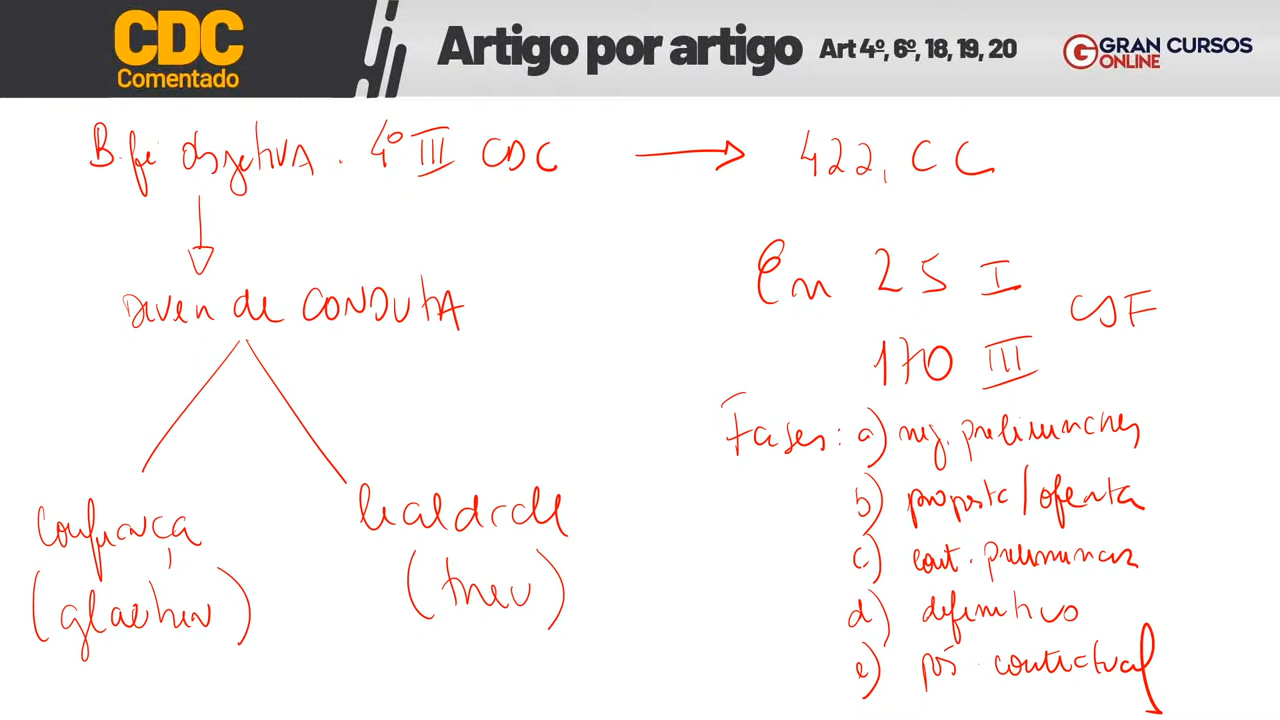 CDC
Comentado
Artigo por artigo Art 4º, 6º, 18, 19, 20
GRAN CURSOS
ONLINE
B. fé objetiva. 4º III CDC → 422, CC
Dever de CONDUTA
Confiança
(glauben)
lealdade
(treu)
En 25 I
170 III
CJF
Fases: a) neg. preliminares
b) proposta/oferta
c) cont. preliminar
d) definitivo
e) pós contratual